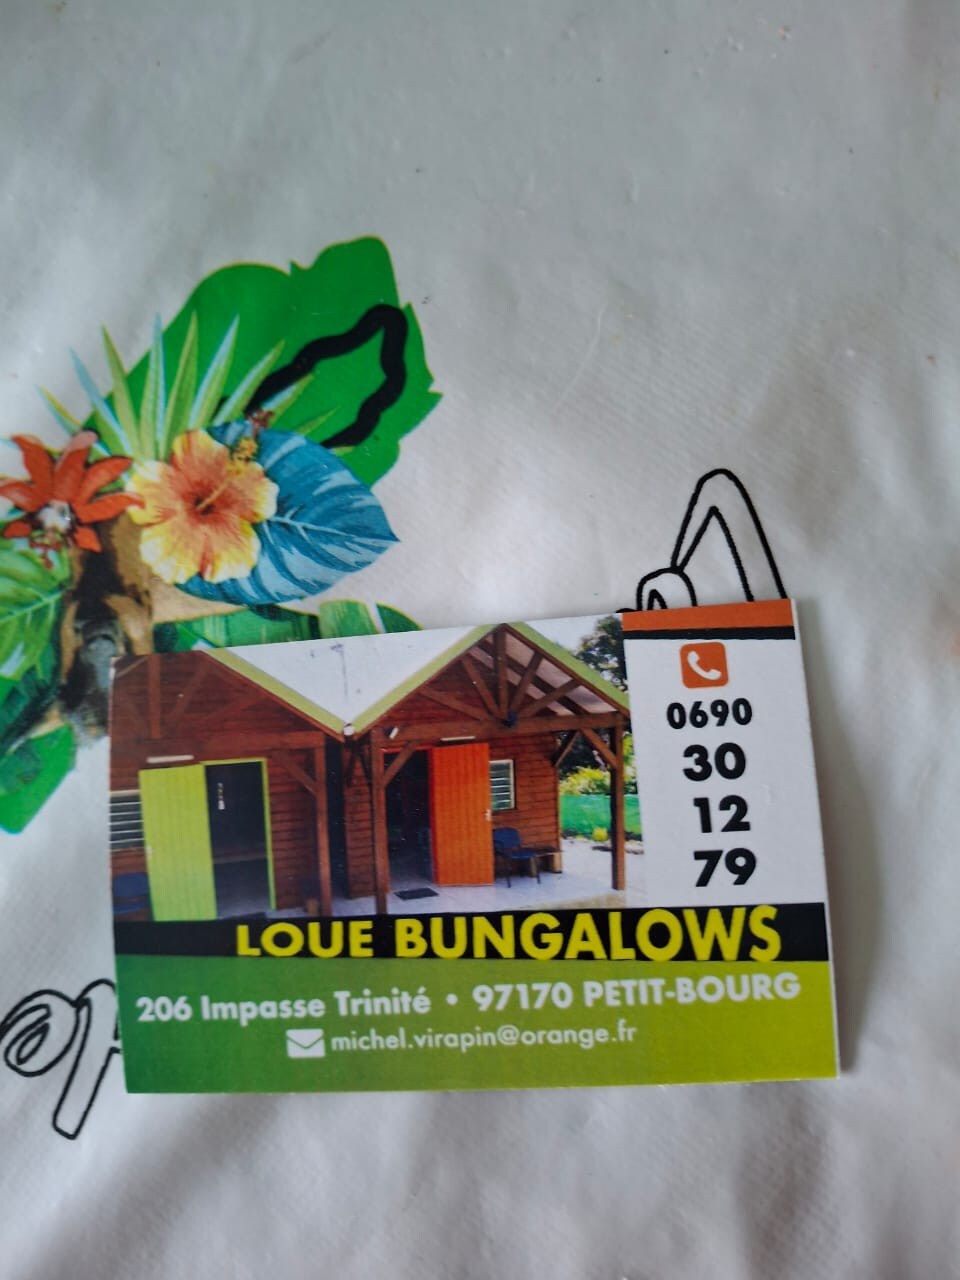 0690
30
12
79
LOUE BUNGALOWS
206 Impasse Trinité • 97170 PETIT-BOURG
michel.virapin@orange.fr